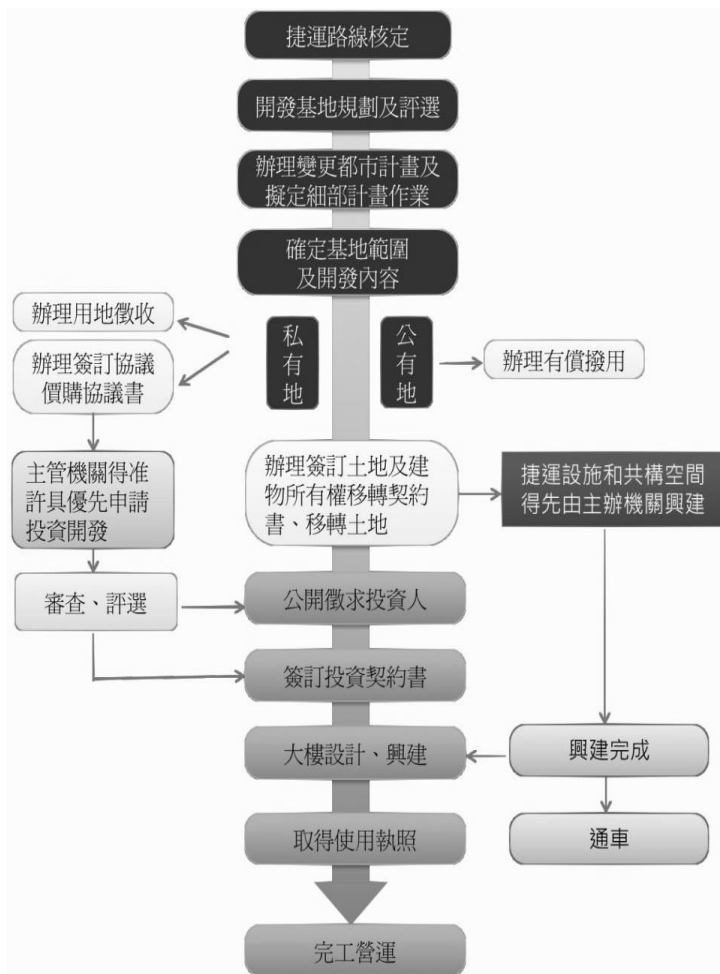 捷運路線核定
開發基地規劃及評選
辦理變更都市計畫及
擬定細部計畫作業
確定基地範圍
及開發內容
辦理用地徵收
私有地
公有地
辦理有償撥用
辦理簽訂協議
價購協議書
主管機關得准
許具優先申請
投資開發
辦理簽訂土地及建
物所有權移轉契約
書、移轉土地
捷運設施和共構空間
得先由主辦機關興建
審查、評選
公開徵求投資人
簽訂投資契約書
大樓設計、興建
興建完成
取得使用執照
通車
完工營運